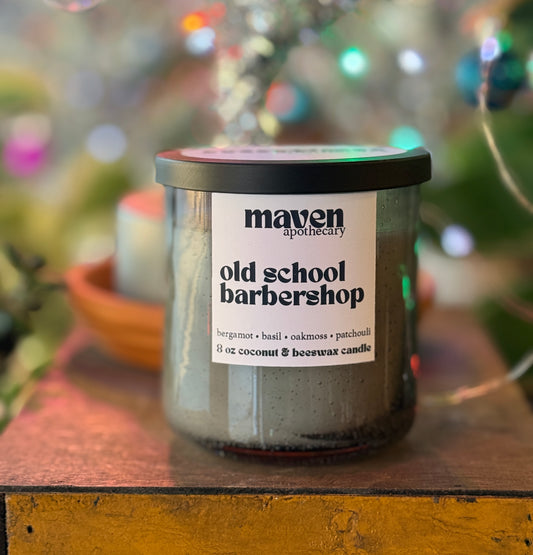 maven
apothecary
old school
barbershop
bergamot • basil • oakmoss • patchouli
8 oz coconut & beeswax candle